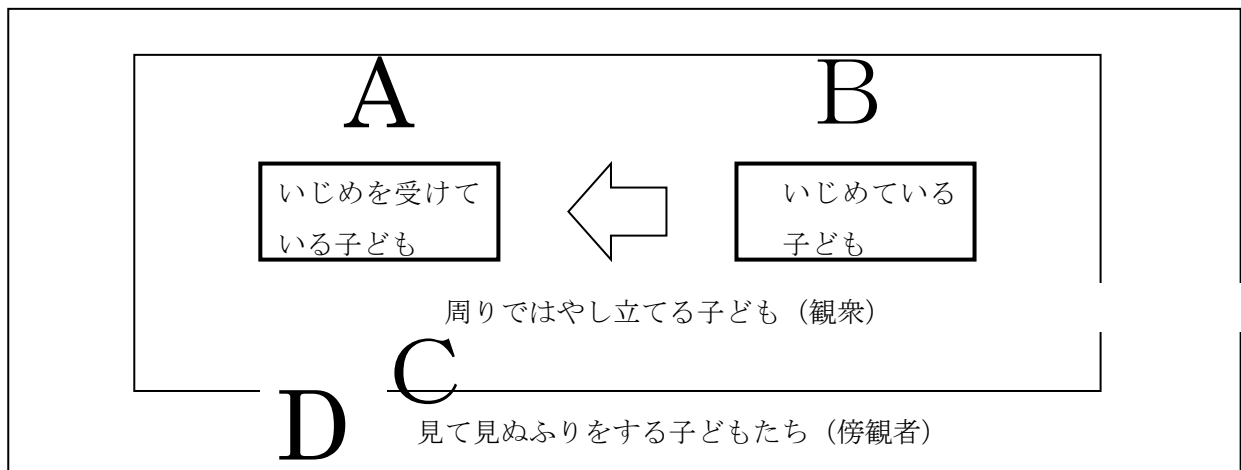 A
B
いじめを受けて
いる子ども
いじめている
子ども
周りではやし立てる子ども（観衆）
C
D
見て見ぬふりをする子どもたち（傍観者）